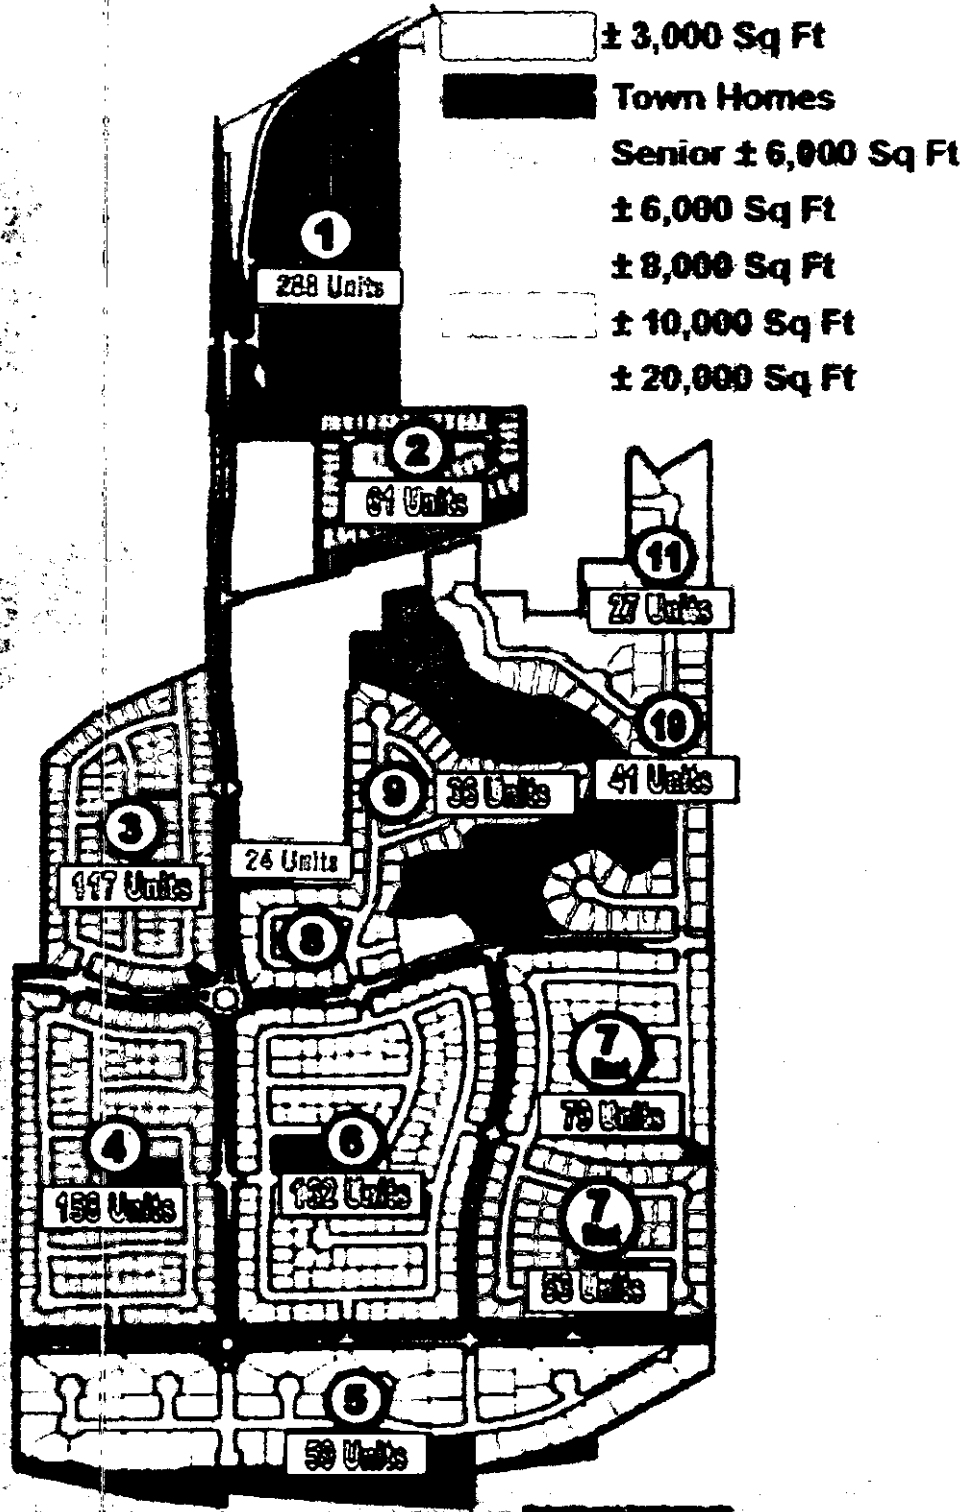 ± 3,000 Sq Ft
Town Homes
Senior ± 6,000 Sq Ft
± 6,000 Sq Ft
± 8,000 Sq Ft
± 10,000 Sq Ft
± 20,000 Sq Ft
1
288 Units
2
61 Units
11
27 Units
10
41 Units
9
36 Units
3
117 Units
24 Units
8
7
79 Units
4
Units
6
132 Units
7
Units
5
Units